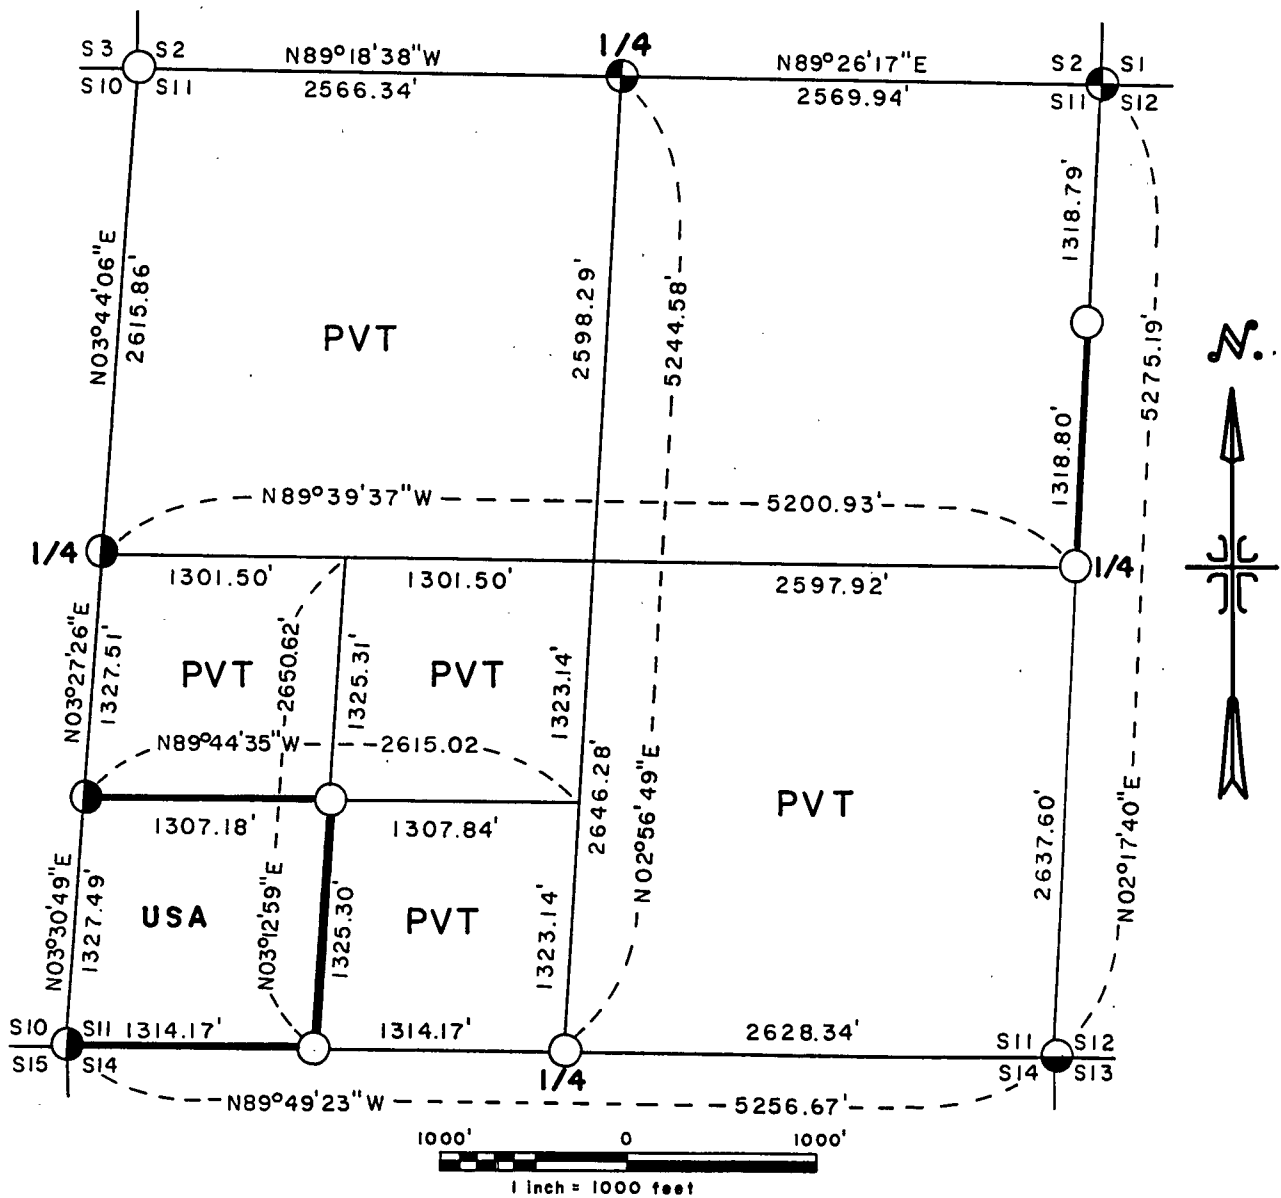 S3 S2
S10 S11
N89°18'38"W
2566.34'
1/4
N89°26'17"E
2569.94'
S2 S1
S11 S12
N03°44'06"E
2615.86'
PVT
2598.29'
5244.58'
1318.79'
5275.19'
1318.80'
N.
N89°39'37"W
5200.93'
1/4
1301.50'
1301.50'
2597.92'
1/4
N03°27'26"E
1327.51'
PVT
2650.62'
1325.31'
PVT
1323.14'
N89°44'35"W
2615.02
2646.28'
N02°56'49"E
PVT
2637.60'
N02°17'40"E
1307.18'
1307.84'
N03°30'49"E
1327.49'
USA
N03°12'59"E
1325.30'
PVT
1323.14'
S10 S11
S15 S14
1314.17'
1314.17'
1/4
2628.34'
S11 S12
S14 S13
N89°49'23"W
5256.67'
1000' 0 1000'
1 inch = 1000 feet